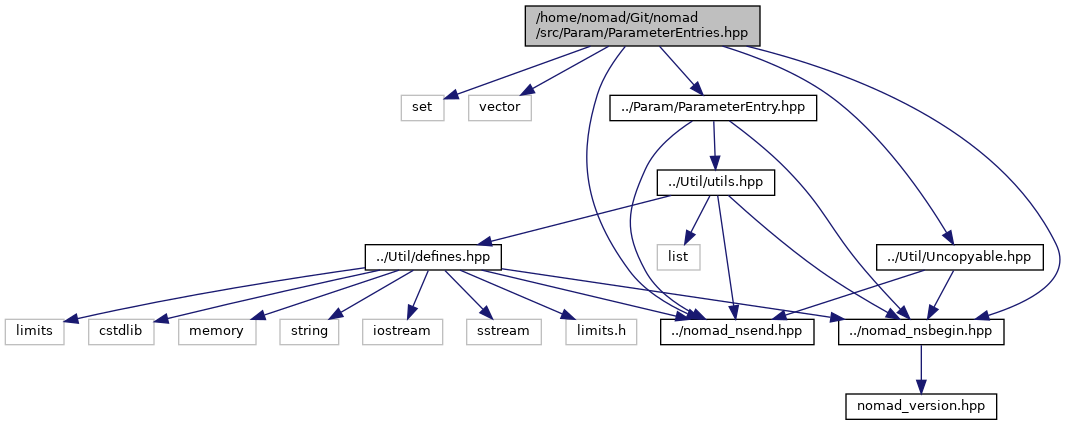 /home/nomad/Git/nomad
/src/Param/ParameterEntries.hpp
set
vector
../Param/ParameterEntry.hpp
../Util/utils.hpp
../Util/defines.hpp
list
../Util/Uncopyable.hpp
limits
cstdlib
memory
string
iostream
sstream
limits.h
../nomad_nsend.hpp
../nomad_nsbegin.hpp
nomad_version.hpp